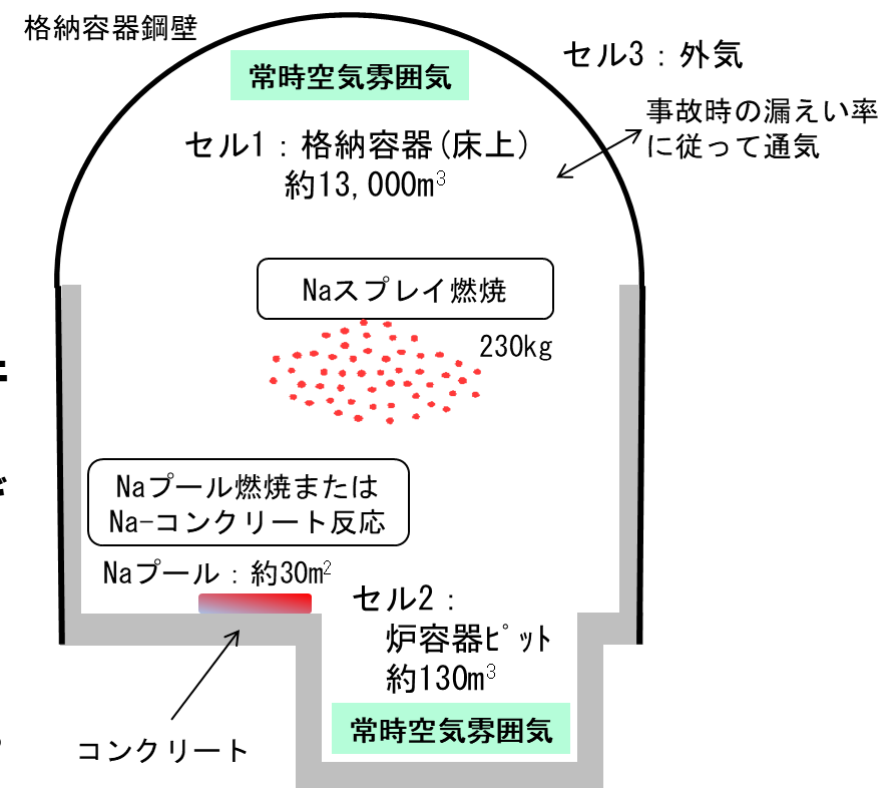 格納容器鋼壁
常時空気雰囲気
セル3：外気
事故時の漏えい率
に従って通気
セル1：格納容器(床上)
約13,000m³
Naスプレイ燃焼
230kg
Naプール燃焼または
Na-コンクリート反応
Naプール：約30m²
セル2：
炉容器ﾋﾟｯﾄ
約130m³
常時空気雰囲気
コンクリート